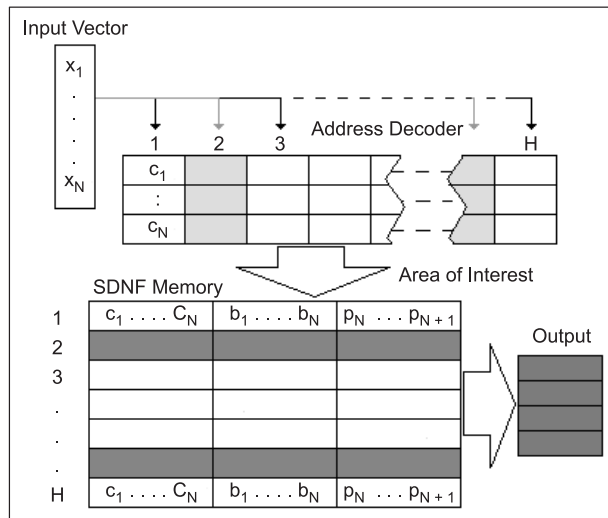 Input Vector
x1
.
.
.
.
xN
Address Decoder
1 2 3 H
c1
:
cN
Area of Interest
SDNF Memory
1 c1 . . . . CN b1 . . . . bN pN . . . pN + 1
2
3
.
.
.
H c1 . . . . CN b1 . . . . bN pN . . . pN + 1
Output